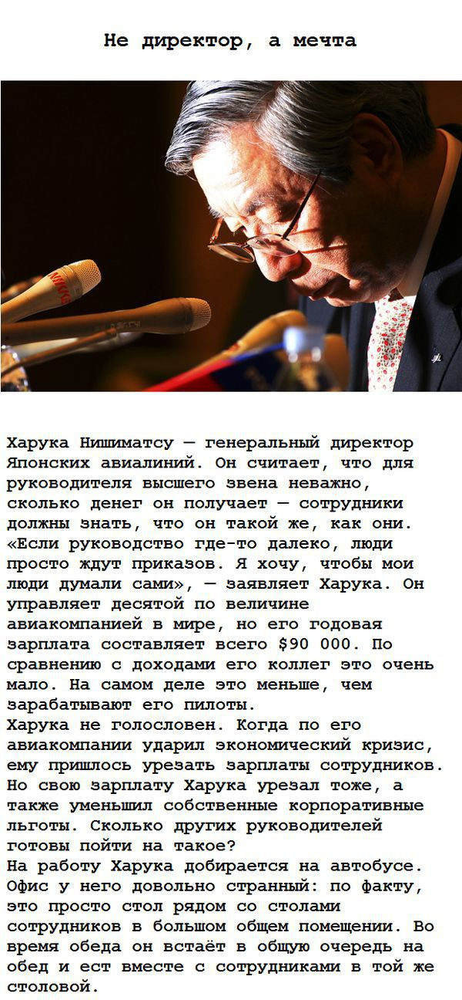 Не директор, а мечта
NIKKE
JAL
Харука Нишиматсу — генеральный директор
Японских авиалиний. Он считает, что для
руководителя высшего звена неважно,
сколько денег он получает — сотрудники
должны знать, что он такой же, как они.
«Если руководство где-то далеко, люди
просто ждут приказов. Я хочу, чтобы мои
люди думали сами», — заявляет Харука. Он
управляет десятой по величине
авиакомпанией в мире, но его годовая
зарплата составляет всего $90 000. По
сравнению с доходами его коллег это очень
мало. На самом деле это меньше, чем
зарабатывают его пилоты.
Харука не голословен. Когда по его
авиакомпании ударил экономический кризис,
ему пришлось урезать зарплаты сотрудников.
Но свою зарплату Харука урезал тоже, а
также уменьшил собственные корпоративные
льготы. Сколько других руководителей
готовы пойти на такое?
На работу Харука добирается на автобусе.
Офис у него довольно странный: по факту,
это просто стол рядом со столами
сотрудников в большом общем помещении. Во
время обеда он встаёт в общую очередь на
обед и ест вместе с сотрудниками в той же
столовой.